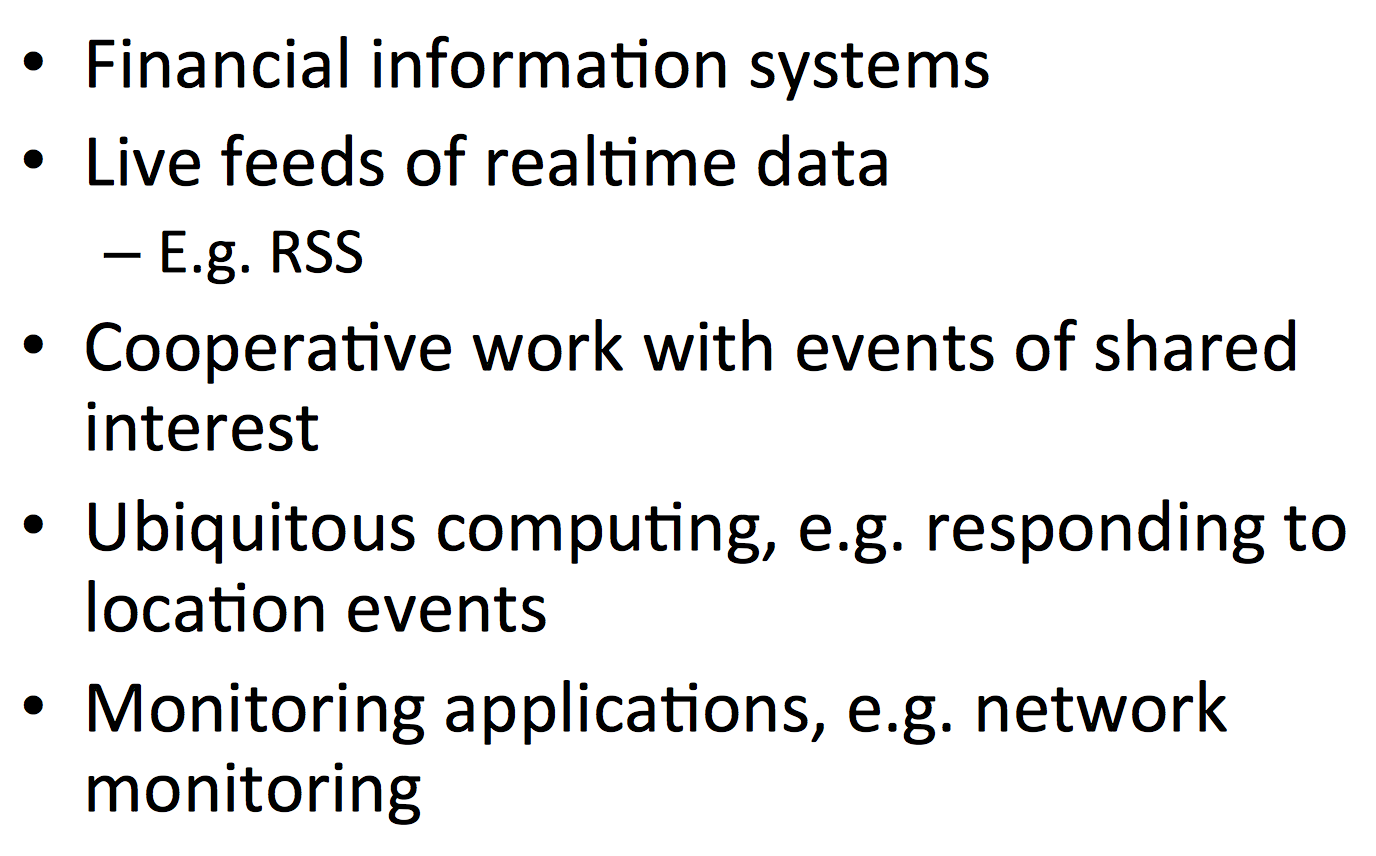 • Financial information systems
• Live feeds of realtime data
– E.g. RSS
• Cooperative work with events of shared
interest
• Ubiquitous computing, e.g. responding to
location events
• Monitoring applications, e.g. network
monitoring